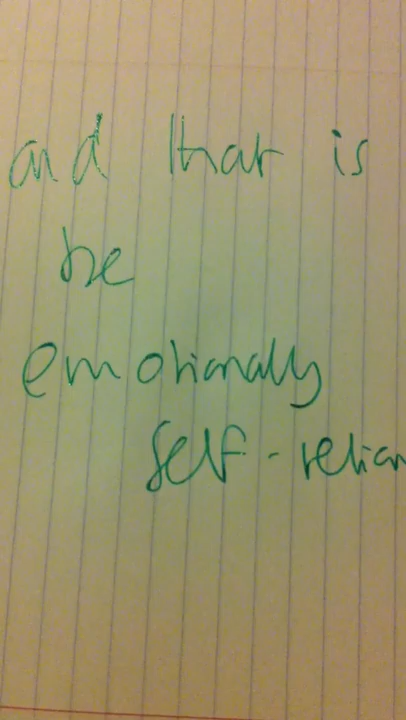 and that is
be
emotionally
self-relian